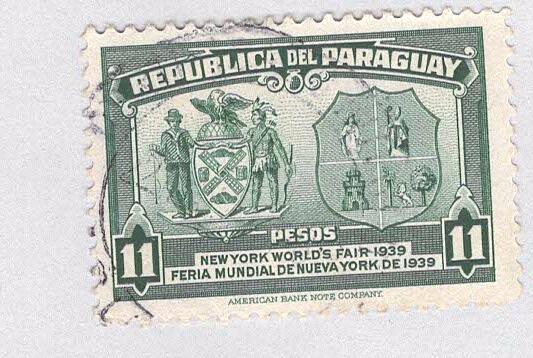 REPUBLICA DEL PARAGUAY
PESOS
11 NEW YORK WORLD'S FAIR 1939 11
FERIA MUNDIAL DE NUEVA YORK DE 1939
AMERICAN BANK NOTE COMPANY.